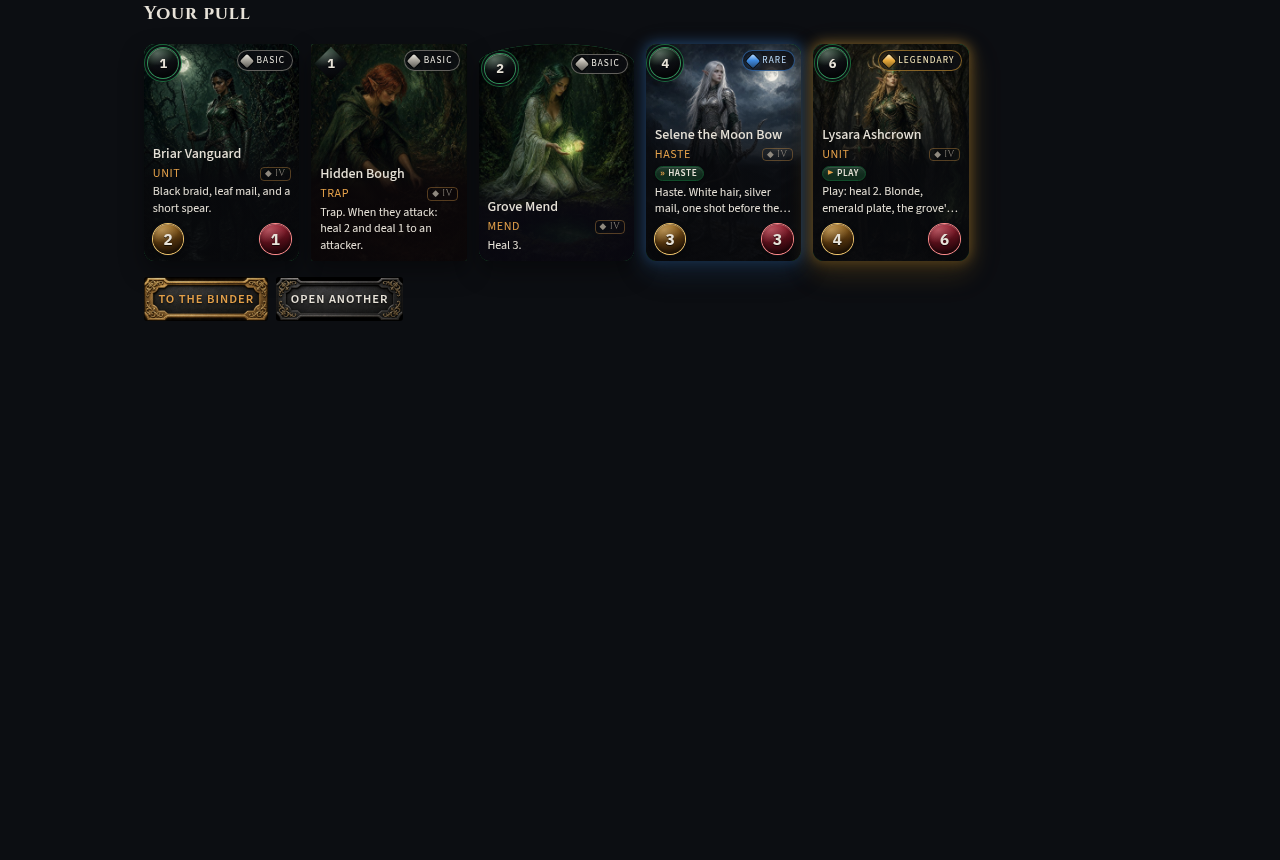 Your pull
1
BASIC
Briar Vanguard
UNIT
◆ IV
Black braid, leaf mail, and a
short spear.
2
1
1
BASIC
Hidden Bough
TRAP
◆ IV
Trap. When they attack:
heal 2 and deal 1 to an
attacker.
2
BASIC
Grove Mend
MEND
◆ IV
Heal 3.
4
RARE
Selene the Moon Bow
HASTE
◆ IV
» HASTE
Haste. White hair, silver
mail, one shot before the…
3
3
6
LEGENDARY
Lysara Ashcrown
UNIT
◆ IV
▸ PLAY
Play: heal 2. Blonde,
emerald plate, the grove'…
4
6
TO THE BINDER
OPEN ANOTHER